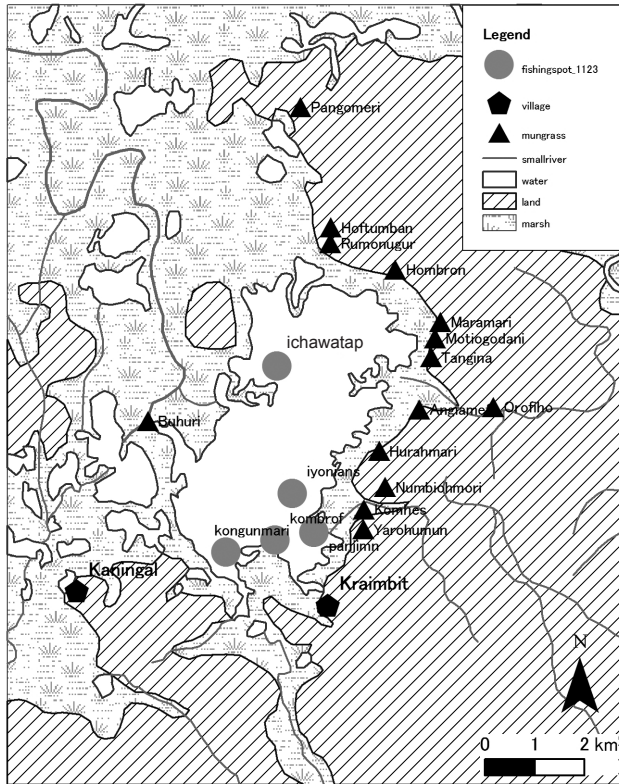 Legend
fishingspot_1123
village
mungrass
smallriver
water
land
marsh
Pangomeri
Hoftumban
Rumonugur
Hombron
Maramari
Motiogodani
ichawatap
Tangina
Angiame
Orofiho
Buhuri
Hurahmari
iyonians
Numbichmori
Komhes
kombrof
kongunmari
Yarohumun
panjimn
Kaningal
Kraimbit
N
0 1 2 km